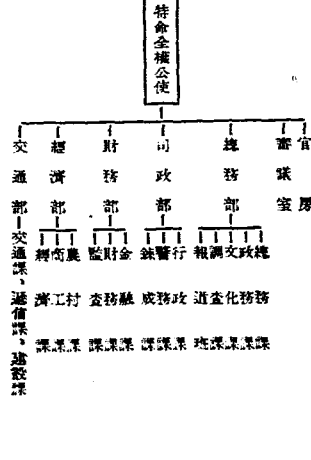 特命全權公使
官房
審議室
總務部
總務課
政務課
文化課
調查課
報道班
司政部
行政課
警務課
錬成課
財務部
金融課
財務課
監查課
經濟部
農村課
商工課
經濟課
交通部
交通課、遞信課、建設課